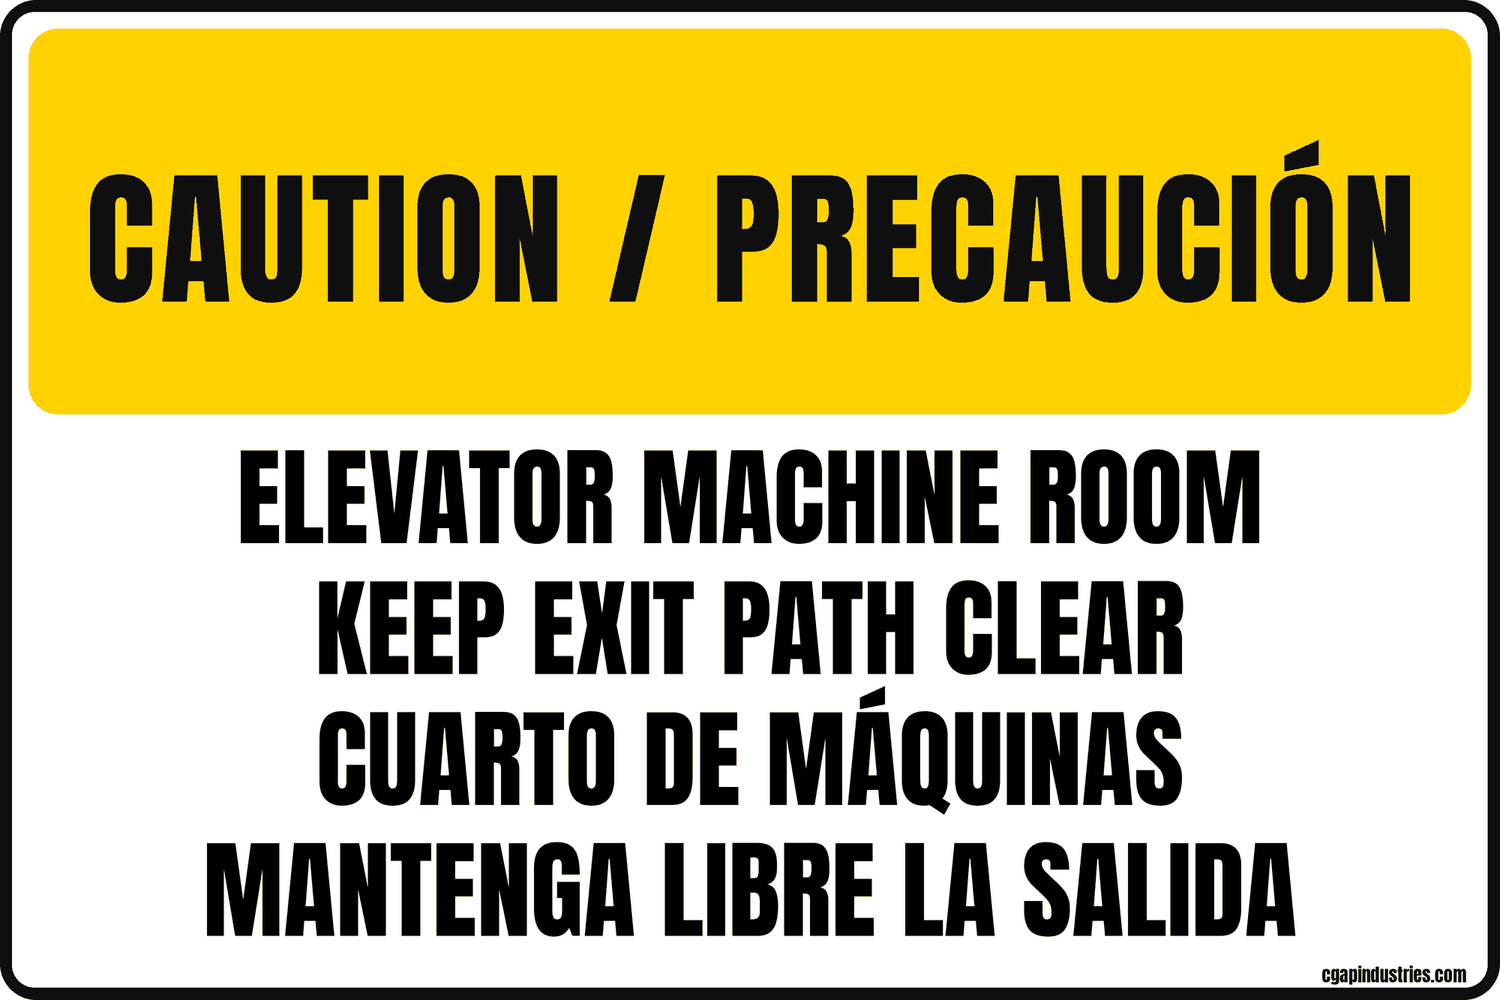 CAUTION / PRECAUCIÓN
ELEVATOR MACHINE ROOM
KEEP EXIT PATH CLEAR
CUARTO DE MÁQUINAS
MANTENGA LIBRE LA SALIDA
cgapindustries.com